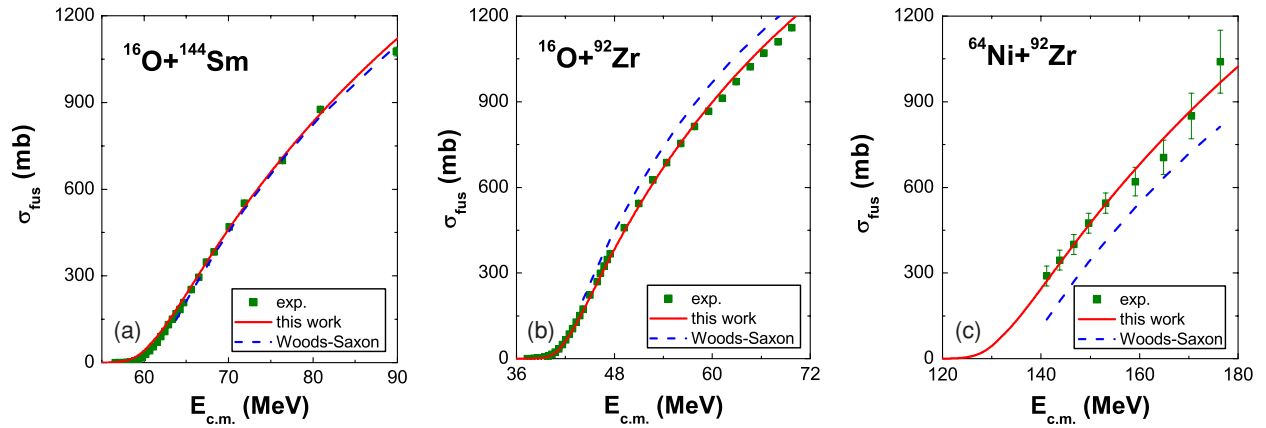 1200
900
600
300
0
σfus (mb)
¹⁶O+¹⁴⁴Sm
(a)
exp.
this work
Woods-Saxon
60 70 80 90
Ec.m. (MeV)
1200
900
600
300
0
σfus (mb)
¹⁶O+⁹²Zr
(b)
exp.
this work
Woods-Saxon
36 48 60 72
Ec.m. (MeV)
1200
900
600
300
0
σfus (mb)
⁶⁴Ni+⁹²Zr
(c)
exp.
this work
Woods-Saxon
120 140 160 180
Ec.m. (MeV)